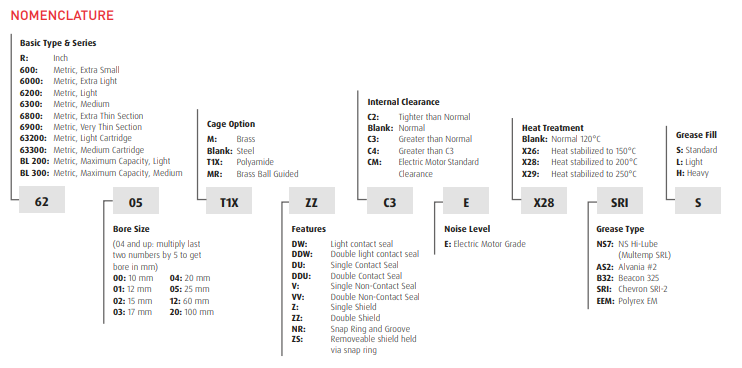 NOMENCLATURE
Basic Type & Series
R: Inch
600: Metric, Extra Small
6000: Metric, Extra Light
6200: Metric, Light
6300: Metric, Medium
6800: Metric, Extra Thin Section
6900: Metric, Very Thin Section
63200: Metric, Light Cartridge
63300: Metric, Medium Cartridge
BL 200: Metric, Maximum Capacity, Light
BL 300: Metric, Maximum Capacity, Medium
Cage Option
M: Brass
Blank: Steel
T1X: Polyamide
MR: Brass Ball Guided
Internal Clearance
C2: Tighter than Normal
Blank: Normal
C3: Greater than Normal
C4: Greater than C3
CM: Electric Motor Standard
Clearance
Heat Treatment
Blank: Normal 120°C
X26: Heat stabilized to 150°C
X28: Heat stabilized to 200°C
X29: Heat stabilized to 250°C
Grease Fill
S: Standard
L: Light
H: Heavy
62 05 T1X ZZ C3 E X28 SRI S
Bore Size
(04 and up: multiply last
two numbers by 5 to get
bore in mm)
00: 10 mm 04: 20 mm
01: 12 mm 05: 25 mm
02: 15 mm 12: 60 mm
03: 17 mm 20: 100 mm
Features
DW: Light contact seal
DDW: Double light contact seal
DU: Single Contact Seal
DDU: Double Contact Seal
V: Single Non-Contact Seal
VV: Double Non-Contact Seal
Z: Single Shield
ZZ: Double Shield
NR: Snap Ring and Groove
ZS: Removeable shield held
via snap ring
Noise Level
E: Electric Motor Grade
Grease Type
NS7: NS Hi-Lube
(Multemp SRL)
AS2: Alvania #2
B32: Beacon 325
SRI: Chevron SRI-2
EEM: Polyrex EM